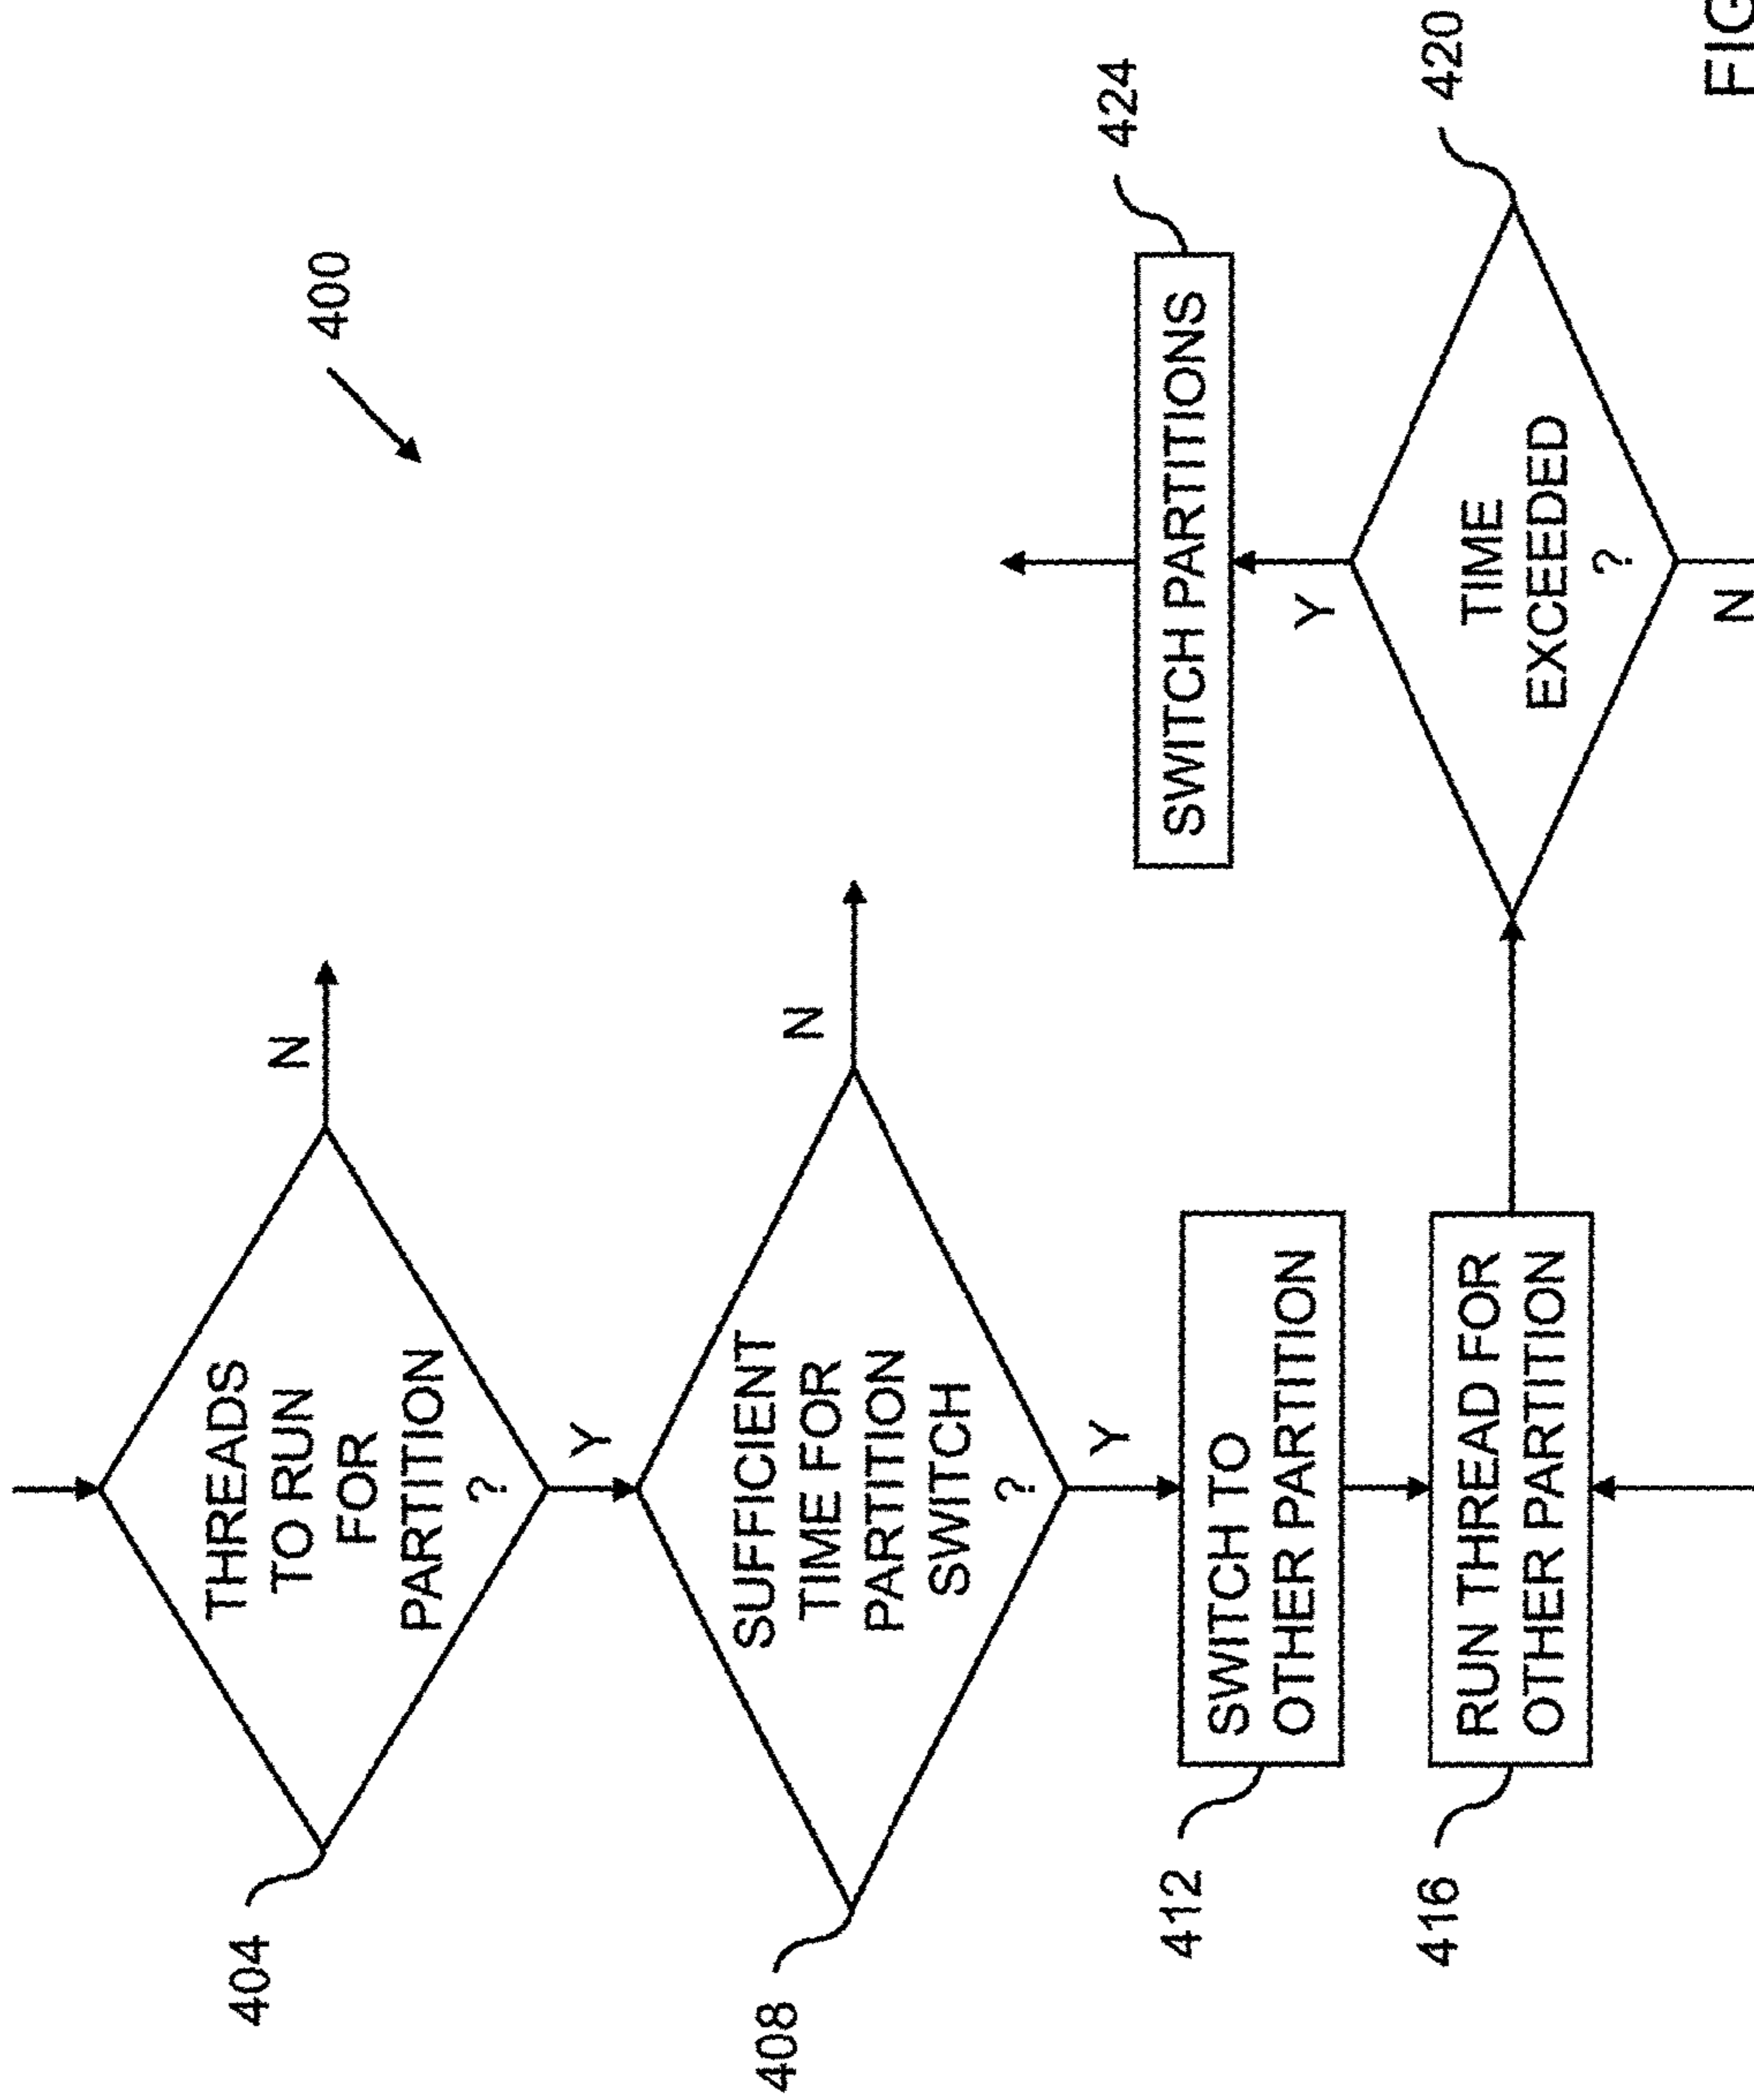 400
404
THREADS
TO RUN
FOR
PARTITION
?
N
Y
408
SUFFICIENT
TIME FOR
PARTITION
SWITCH
?
N
Y
412
SWITCH TO
OTHER PARTITION
416
RUN THREAD FOR
OTHER PARTITION
424
SWITCH PARTITIONS
Y
420
TIME
EXCEEDED
?
N
FIG